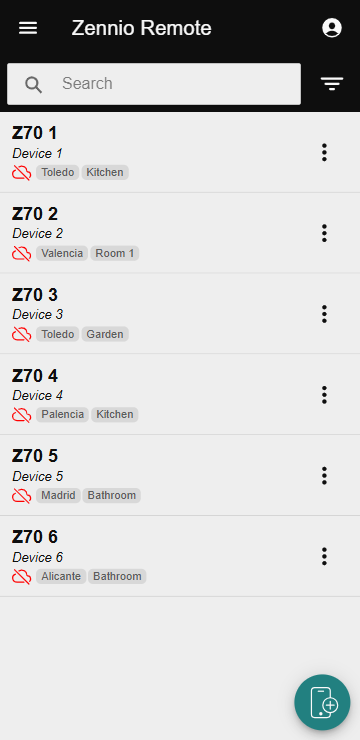 Zennio Remote
Search
Z70 1
Device 1
Toledo Kitchen
Z70 2
Device 2
Valencia Room 1
Z70 3
Device 3
Toledo Garden
Z70 4
Device 4
Palencia Kitchen
Z70 5
Device 5
Madrid Bathroom
Z70 6
Device 6
Alicante Bathroom